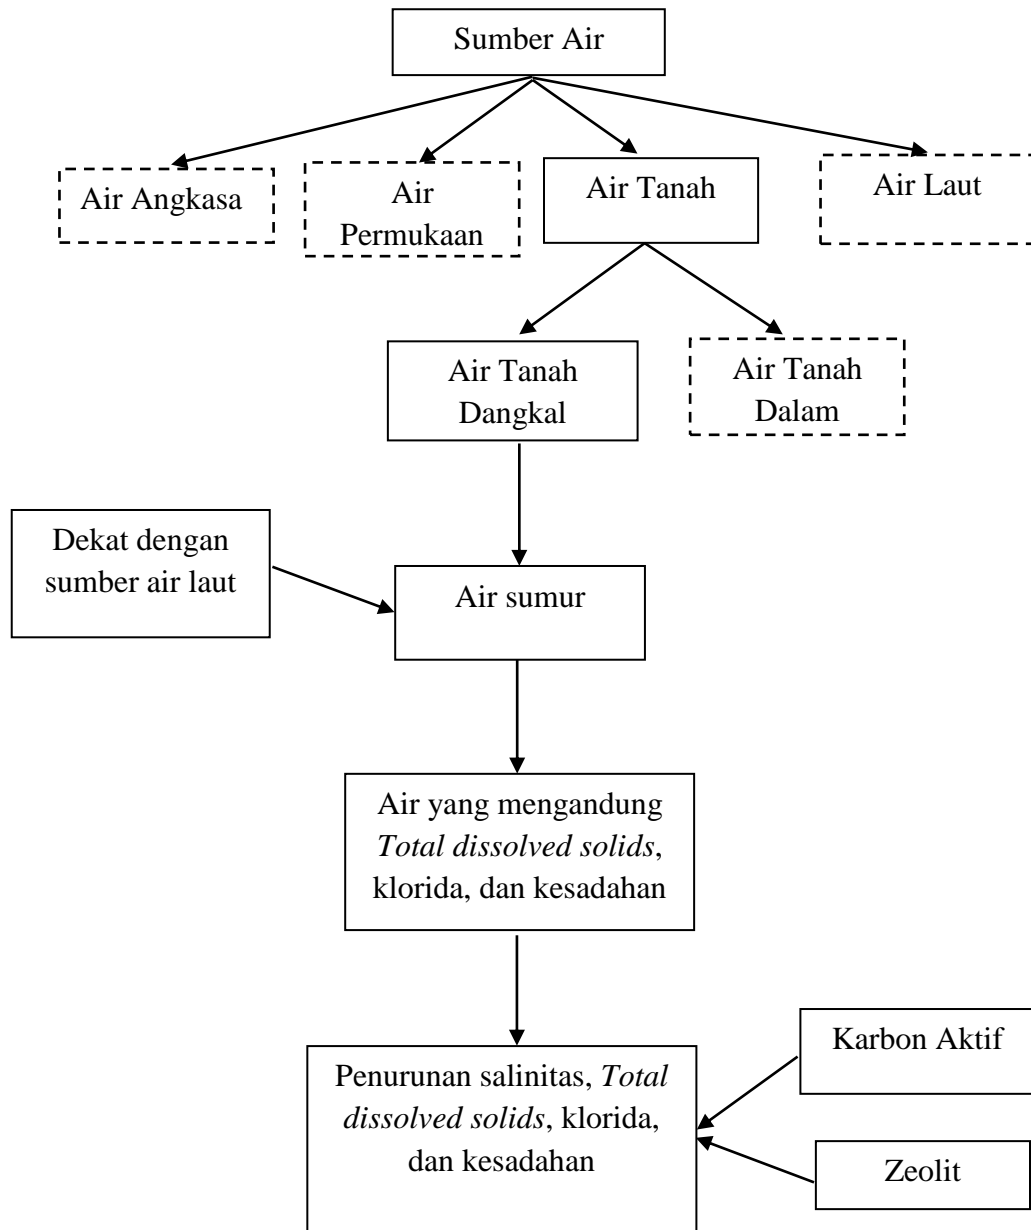 Sumber Air
Air Angkasa
Air
Permukaan
Air Tanah
Air Laut
Air Tanah
Dangkal
Air Tanah
Dalam
Dekat dengan
sumber air laut
Air sumur
Air yang mengandung
Total dissolved solids,
klorida, dan kesadahan
Karbon Aktif
Penurunan salinitas, Total
dissolved solids, klorida,
dan kesadahan
Zeolit